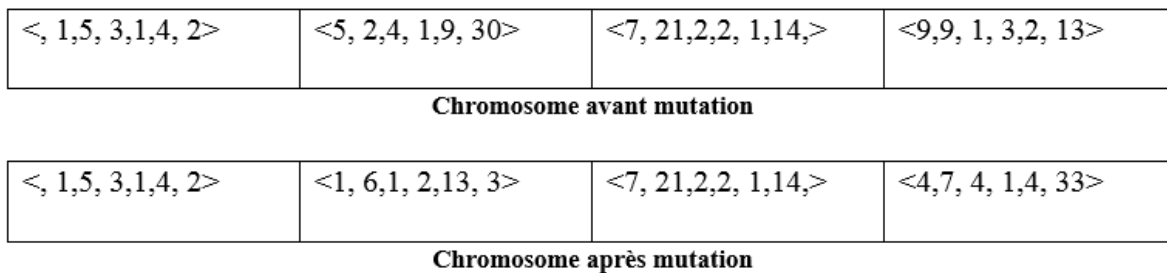 <, 1,5, 3,1,4, 2> <5, 2,4, 1,9, 30> <7, 21,2,2, 1,14,> <9,9, 1, 3,2, 13>
Chromosome avant mutation
<, 1,5, 3,1,4, 2> <1, 6,1, 2,13, 3> <7, 21,2,2, 1,14,> <4,7, 4, 1,4, 33>
Chromosome après mutation